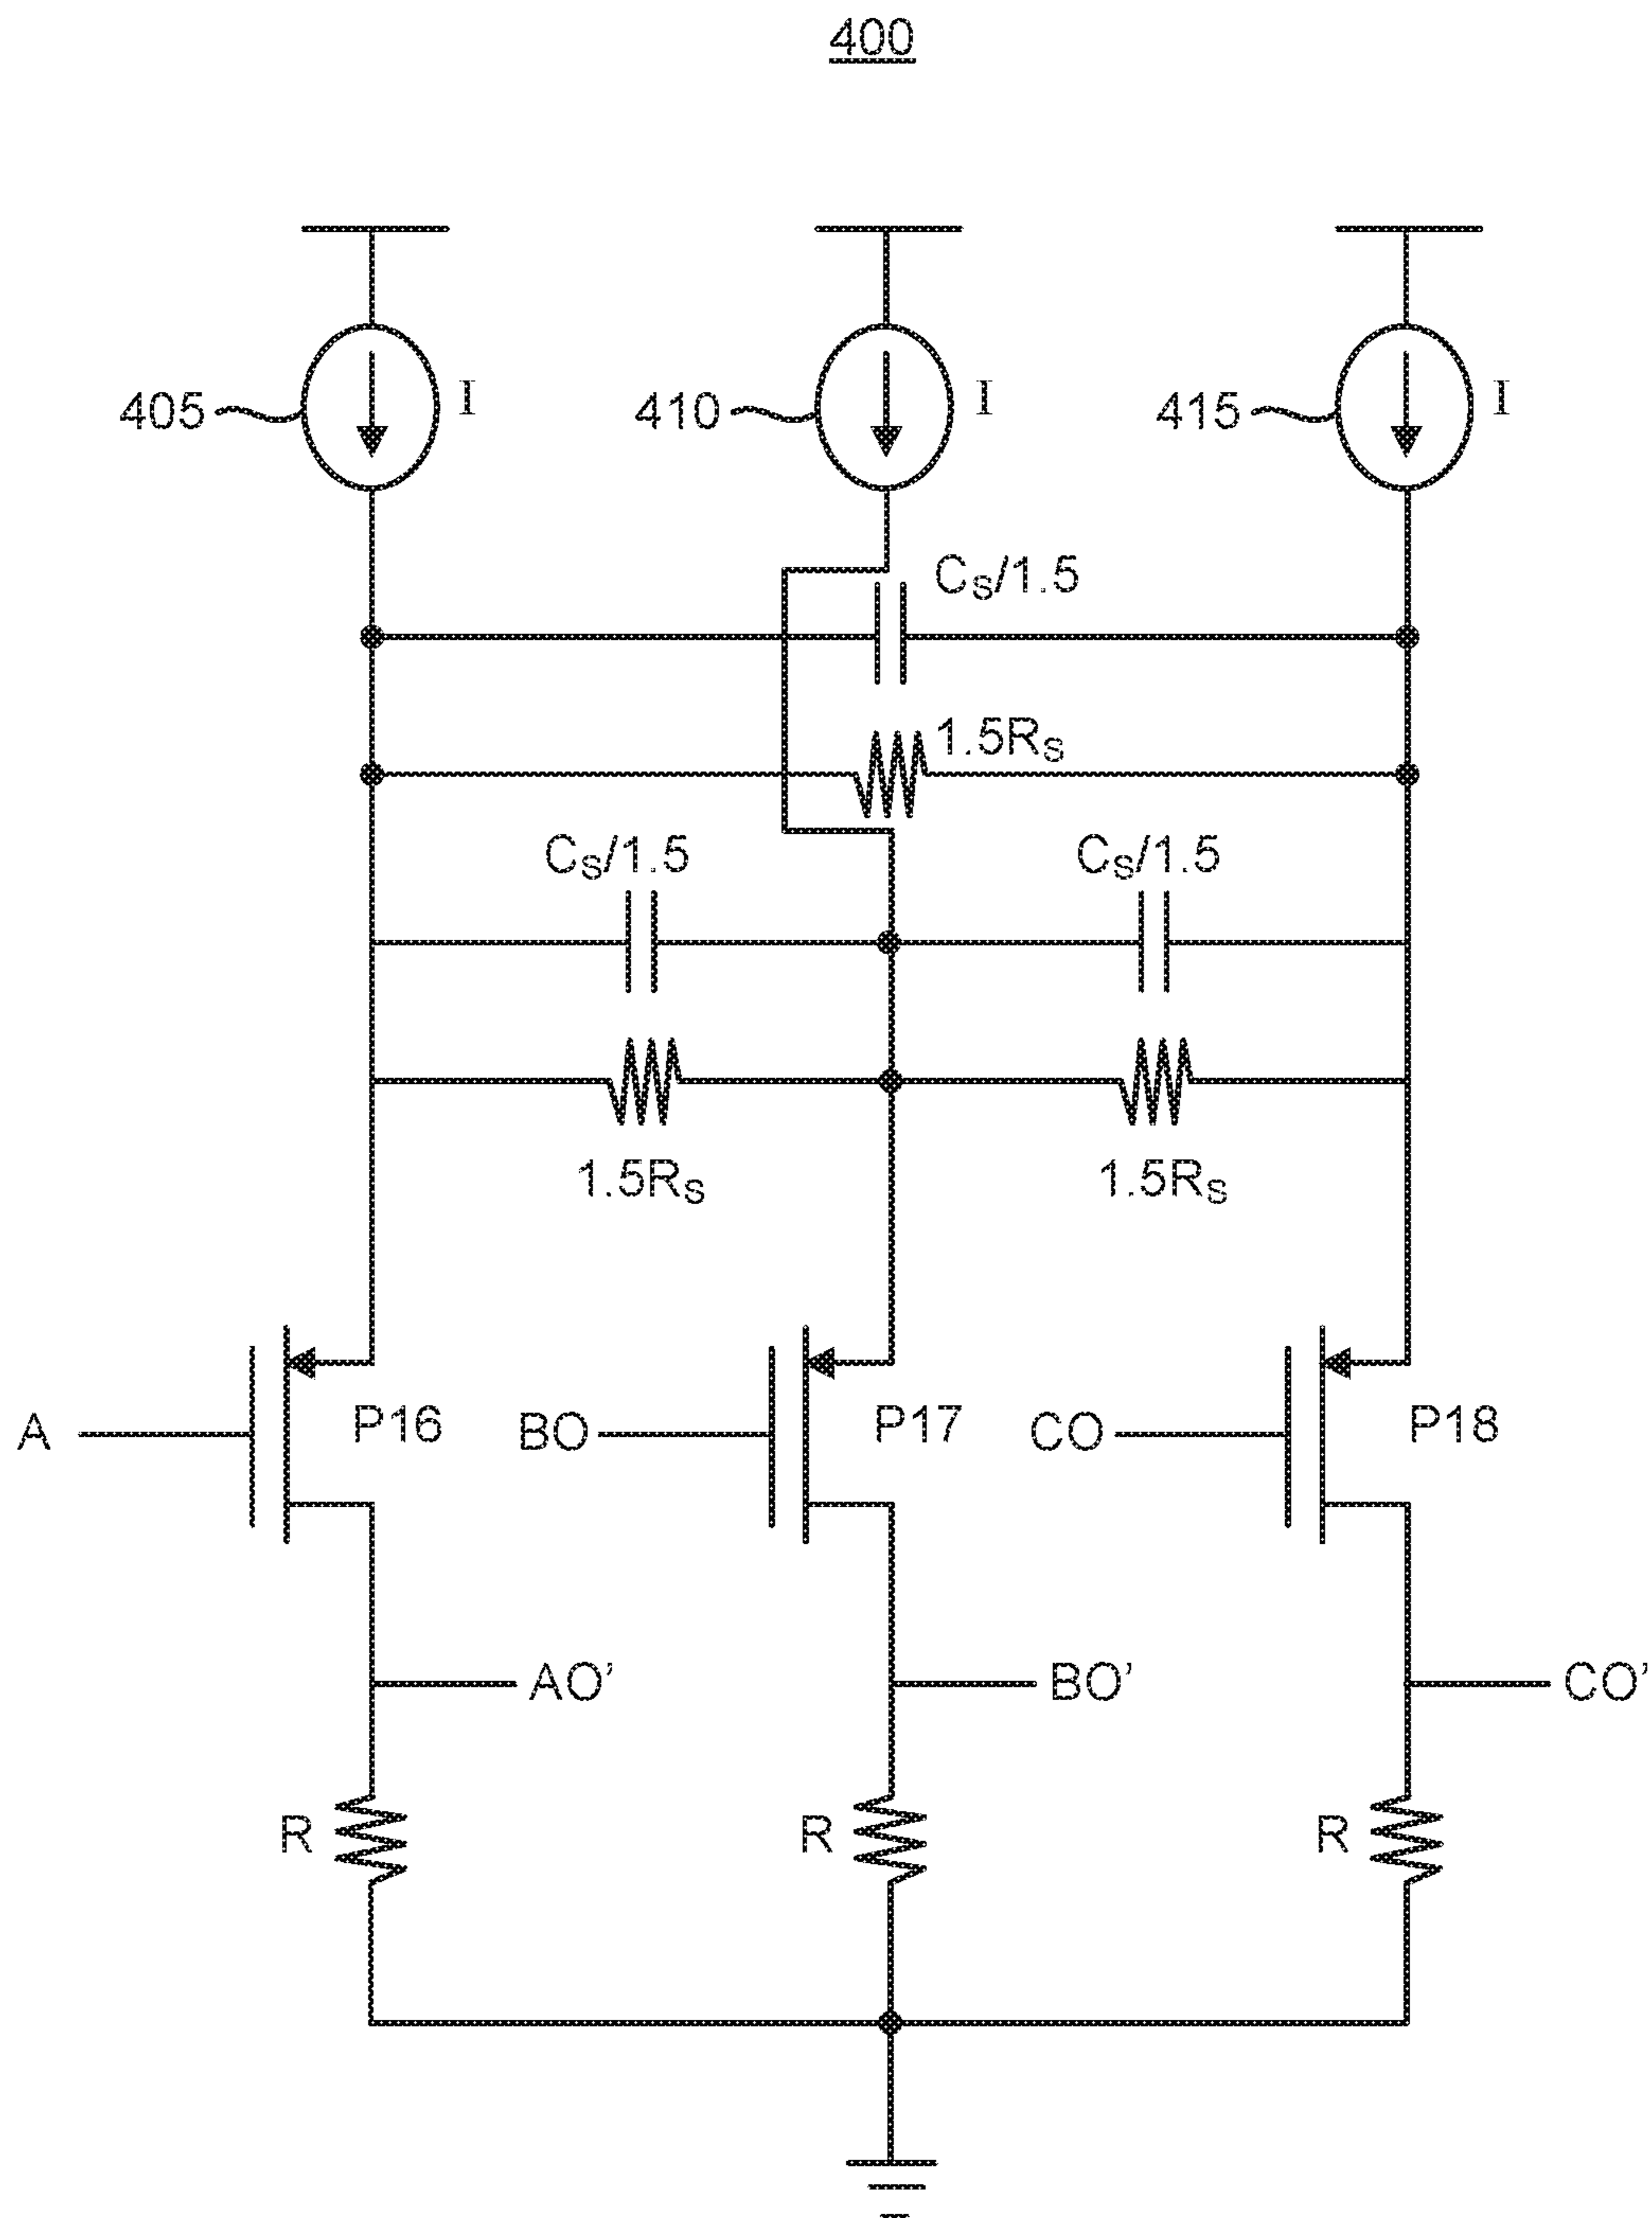 400
405 I 410 I 415 I
CS/1.5
1.5RS
CS/1.5 CS/1.5
1.5RS 1.5RS
A P16 BO P17 CO P18
AO' BO' CO'
R R R